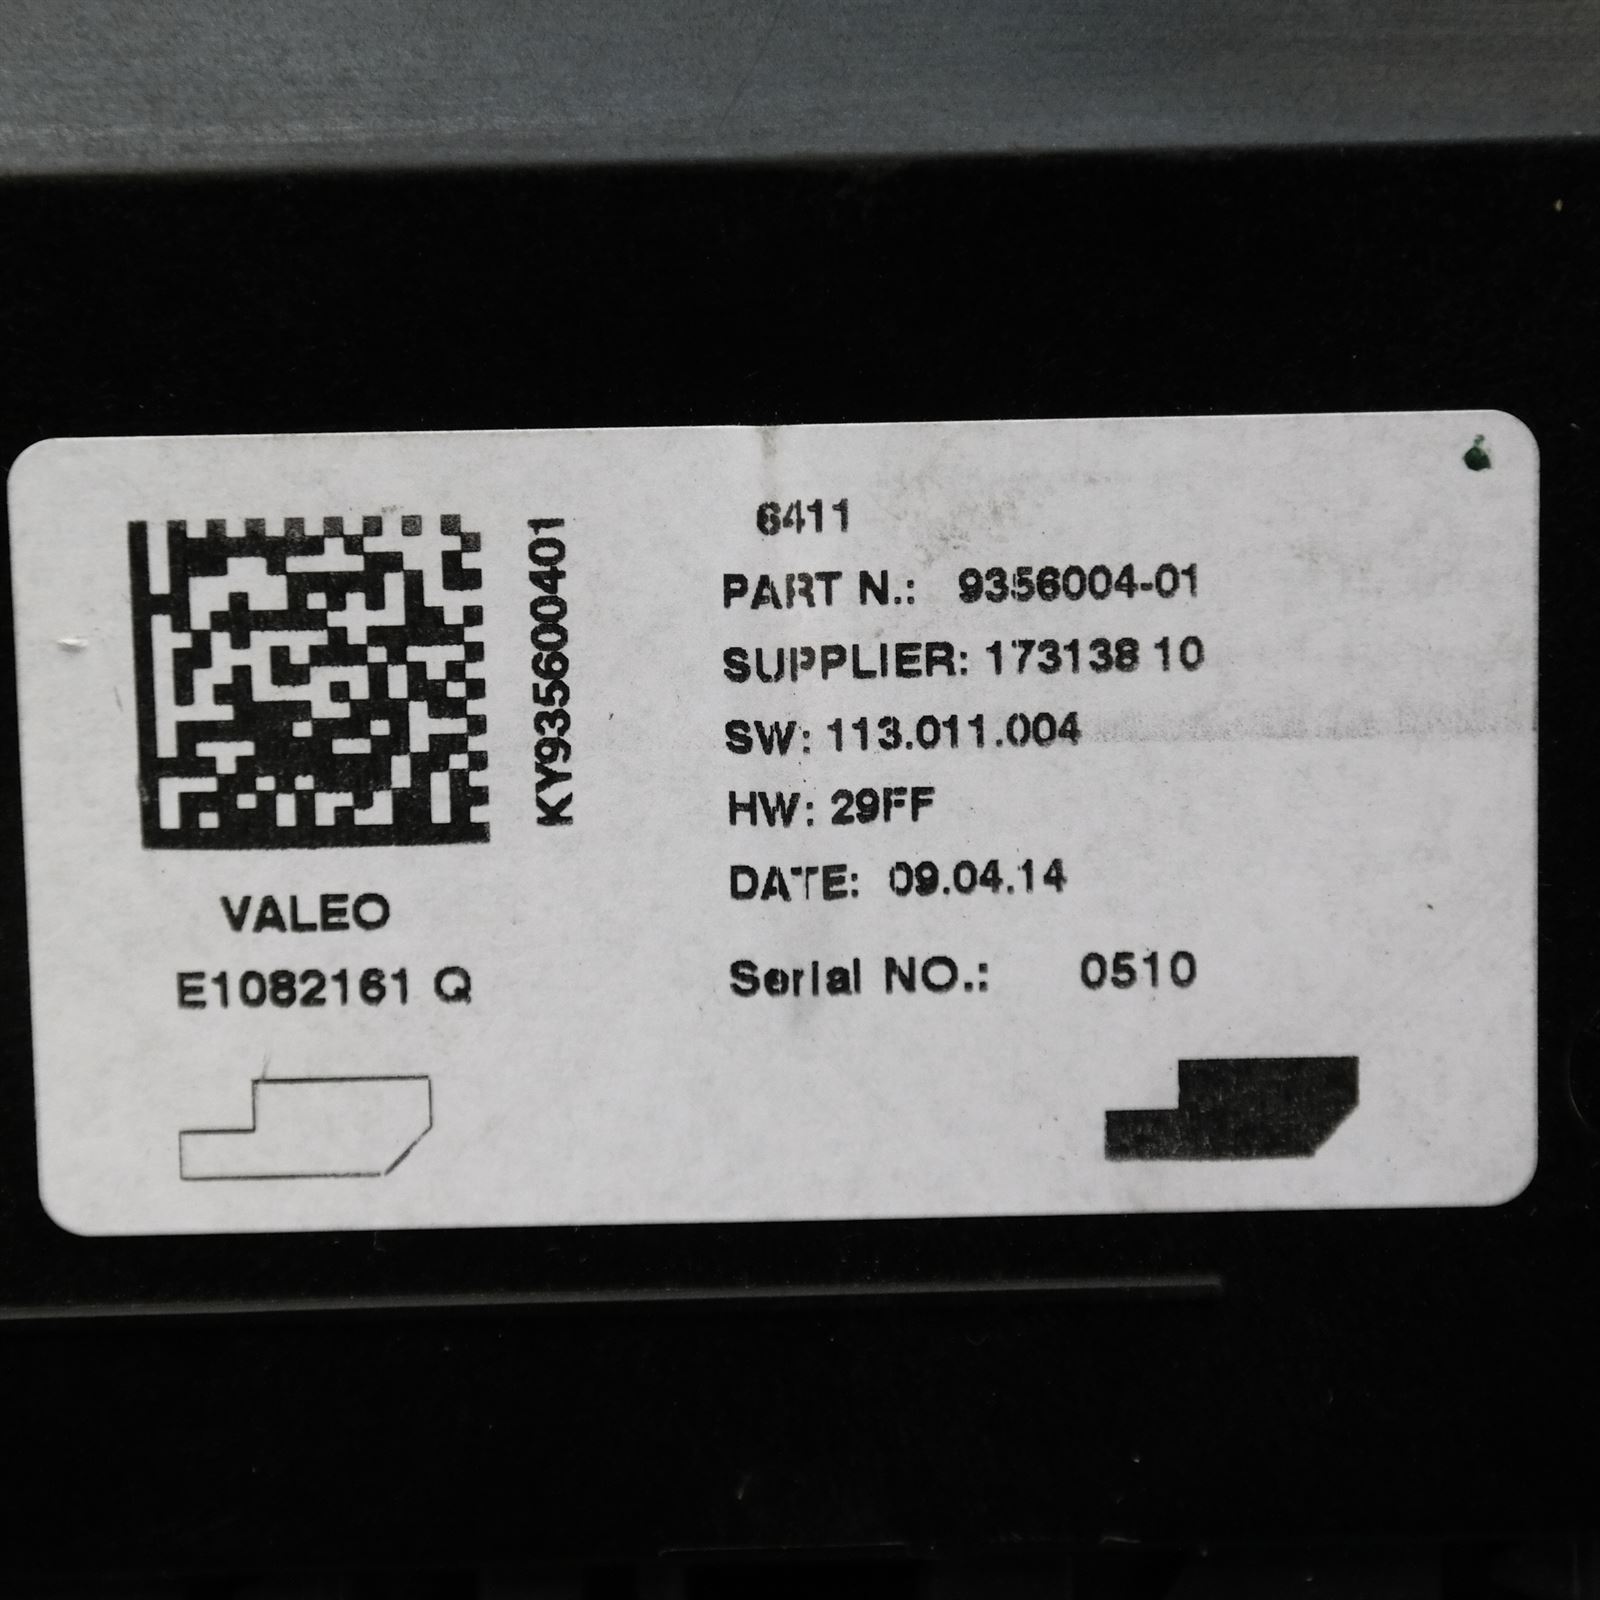 KY935600401
VALEO
E1082161 Q
6411
PART N.: 9356004-01
SUPPLIER: 173138 10
SW: 113.011.004
HW: 29FF
DATE: 09.04.14
Serial NO.: 0510